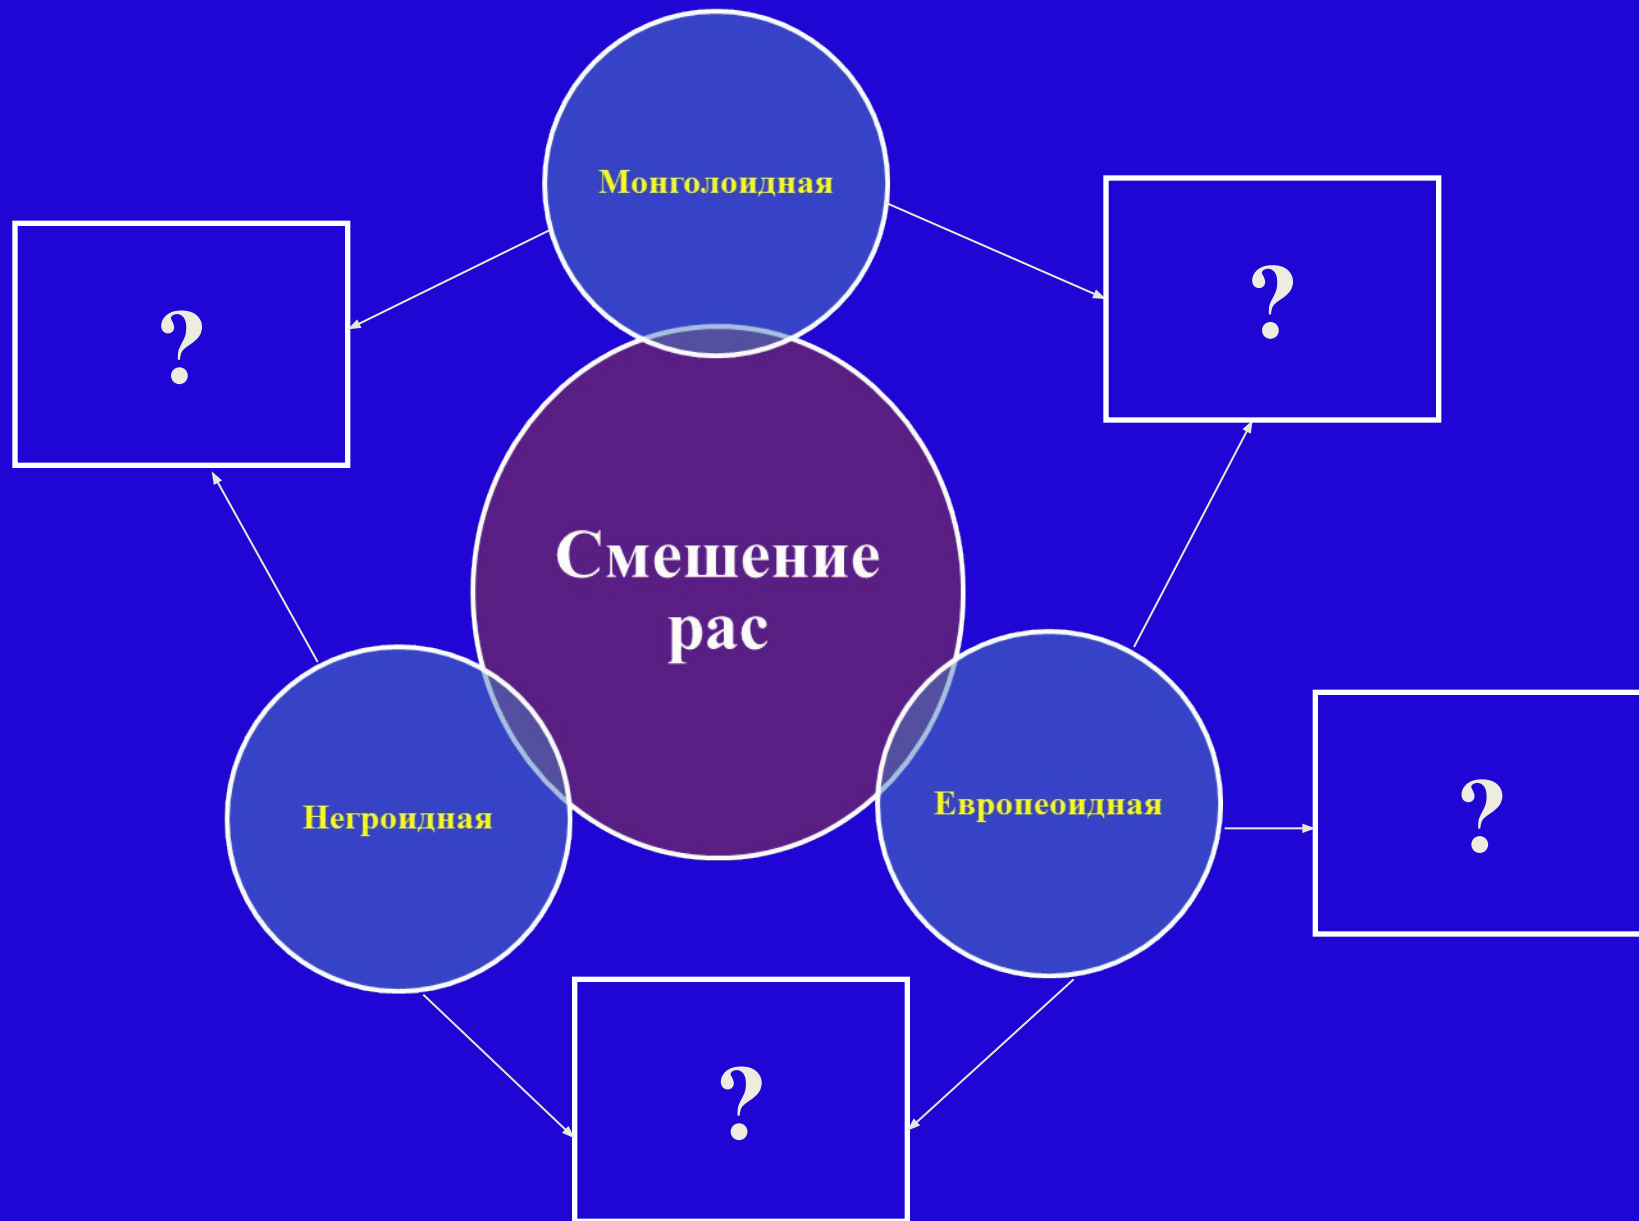 Монголоидная
?
?
Смешение
рас
Негроидная
Европеоидная
?
?